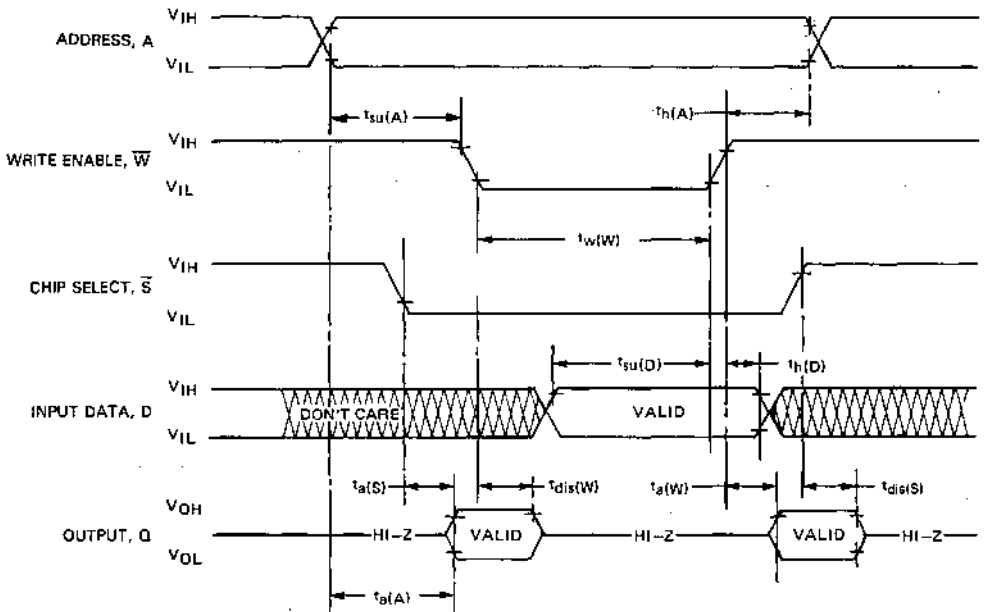 VIH
ADDRESS, A
VIL
tsu(A)
th(A)
VIH
WRITE ENABLE, W̅
VIL
tw(W)
VIH
CHIP SELECT, S̅
VIL
tsu(D)
th(D)
VIH
INPUT DATA, D
DON'T CARE
VALID
VIL
ta(S)
tdis(W)
ta(W)
tdis(S)
VOH
OUTPUT, Q
HI-Z
VALID
HI-Z
VALID
HI-Z
VOL
ta(A)